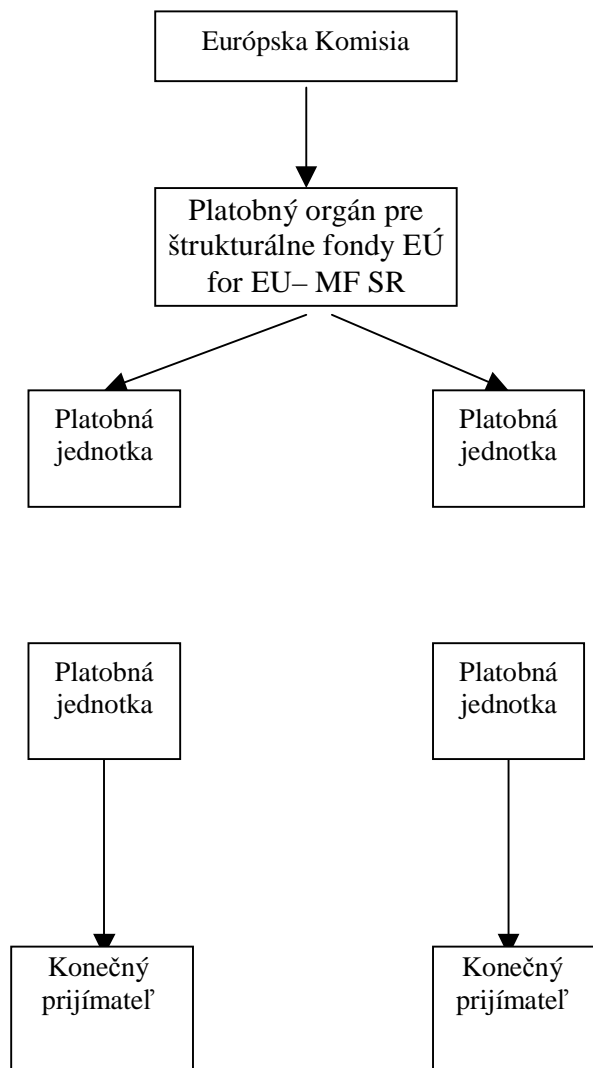 Európska Komisia
Platobný orgán pre
štrukturálne fondy EÚ
for EU– MF SR
Platobná
jednotka
Platobná
jednotka
Platobná
jednotka
Platobná
jednotka
Konečný
prijímateľ
Konečný
prijímateľ